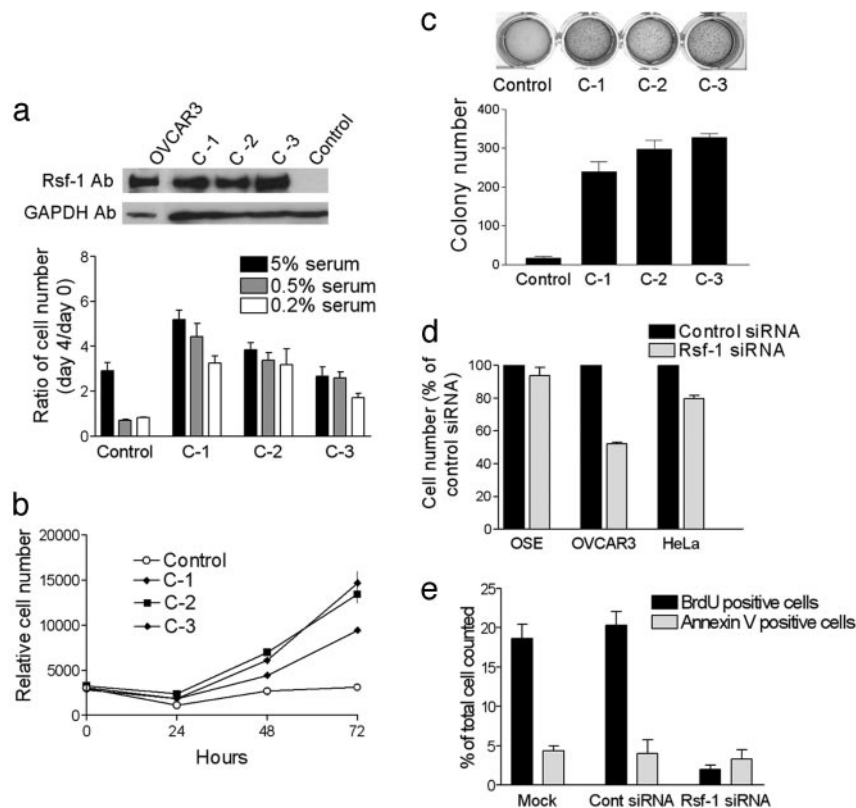 a
OVCAR3
C-1
C-2
C-3
Control
Rsf-1 Ab
GAPDH Ab
8
6
4
2
0
Ratio of cell number
(day 4/day 0)
5% serum
0.5% serum
0.2% serum
Control
C-1
C-2
C-3
b
20000
15000
10000
5000
0
Relative cell number
Control
C-1
C-2
C-3
0
24
48
72
Hours
c
Control
C-1
C-2
C-3
400
300
200
100
0
Colony number
Control
C-1
C-2
C-3
d
Control siRNA
Rsf-1 siRNA
100
80
60
40
20
0
Cell number (% of
control siRNA)
OSE
OVCAR3
HeLa
e
25
20
15
10
5
0
% of total cell counted
BrdU positive cells
Annexin V positive cells
Mock
Cont siRNA
Rsf-1 siRNA